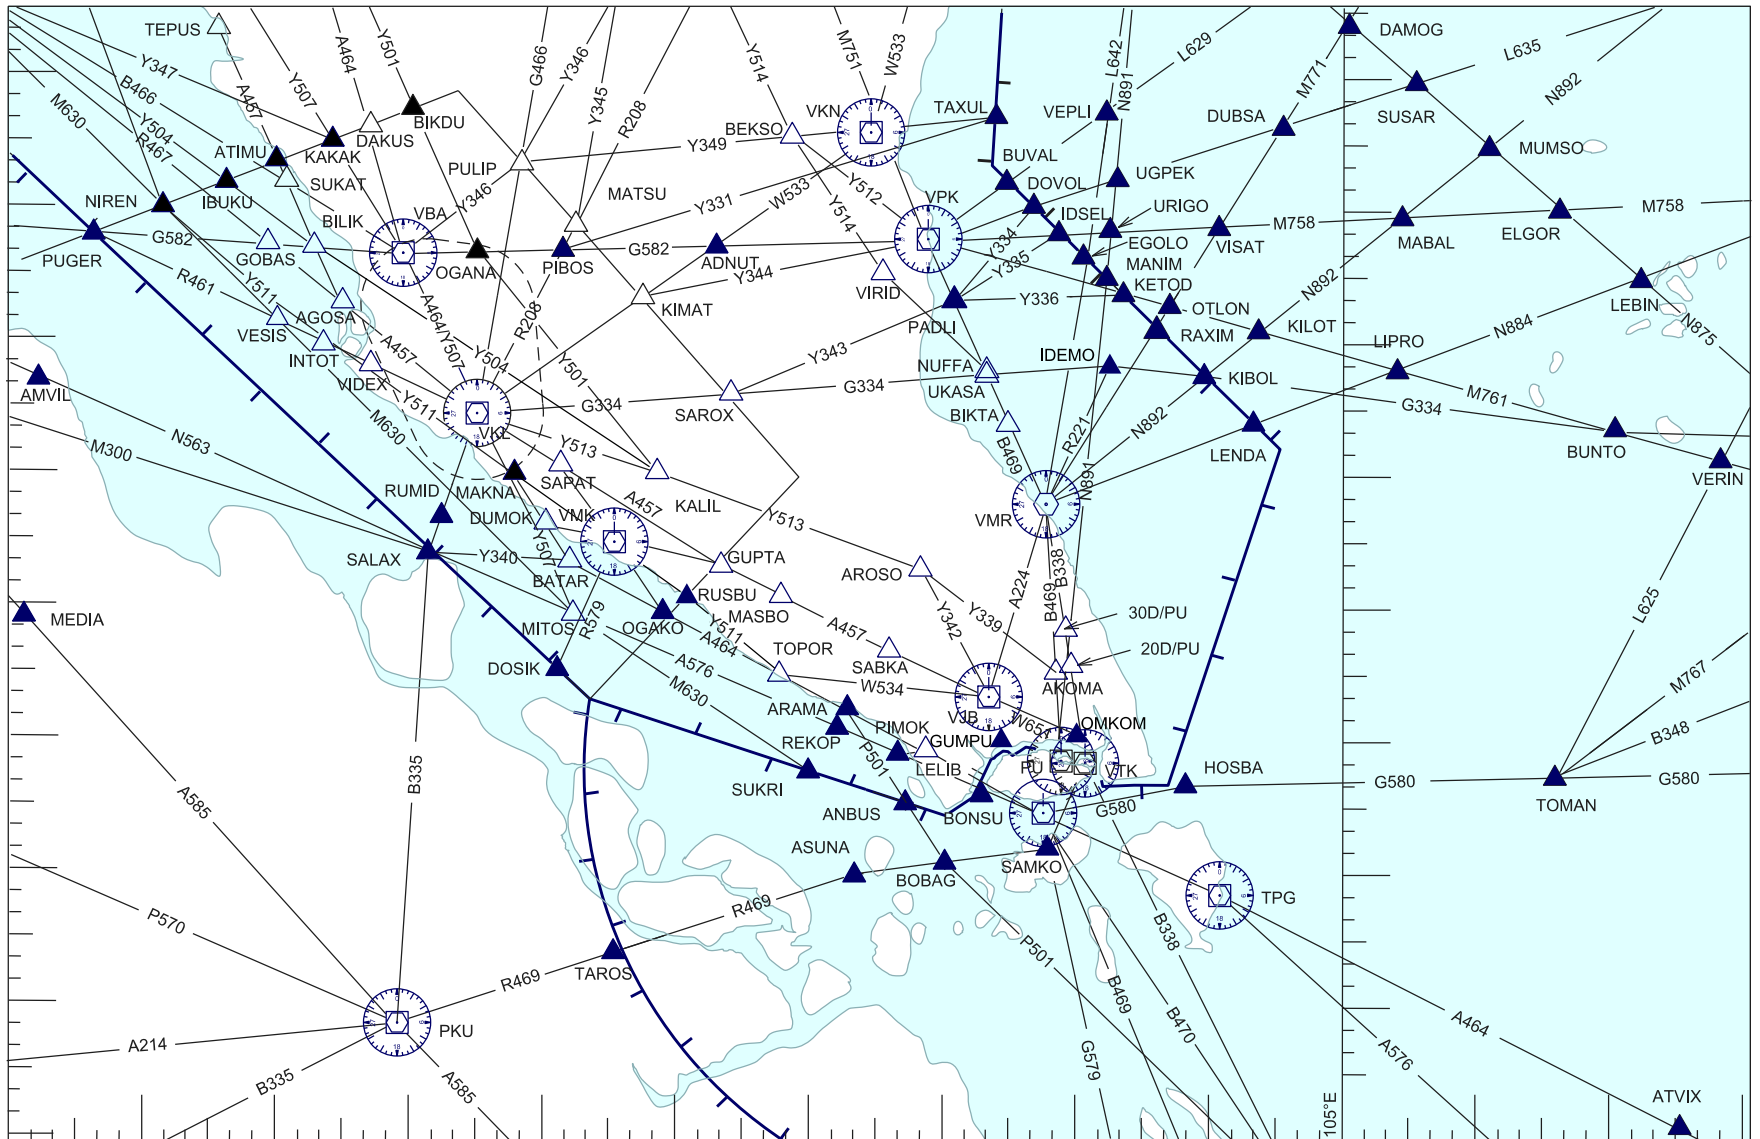 TEPUS
Y347
B466
Y504
R467
M630
A457
Y507
A464
Y501
G466
Y346
Y345
R208
Y514
M751
W533
L642
N891
L629
M771
L635
N892
DAMOG
SUSAR
MUMSO
DUBSA
VEPLI
TAXUL
VKN
BEKSO
Y349
BIKDU
DAKUS
KAKAK
ATIMU
SUKAT
IBUKU
NIREN
BILIK
VBA
PULIP
Y346
MATSU
Y331
W533
Y512
Y514
VPK
BUVAL
DOVOL
IDSEL
UGPEK
URIGO
EGOLO
MANIM
KETOD
OTLON
RAXIM
VISAT
M758
MABAL
ELGOR
M758
LEBIN
N875
N892
N884
KILOT
LIPRO
PUGER
G582
GOBAS
OGANA
PIBOS
G582
ADNUT
Y344
KIMAT
VIRID
Y334
Y335
Y336
PADLI
R461
Y511
VESIS
AGOSA
INTOT
VIDEX
A457
A464/Y507
Y504
R208
Y501
Y343
G334
SAROX
G334
NUFFA
UKASA
BIKTA
IDEMO
KIBOL
M761
G334
BUNTO
VERIN
LENDA
N892
R221
N891
B469
VMR
AMVIL
N563
M300
M630
Y511
VKL
Y513
KALIL
SAPAT
MAKNA
DUMOK
VMK
A457
Y513
RUMID
SALAX
Y340
BATAR
Y507
MITOS
R579
OGAKO
RUSBU
GUPTA
MASBO
Y511
A464
A576
M630
TOPOR
SABKA
A457
W534
AROSO
Y342
Y339
A224
B469
B338
30D/PU
20D/PU
AKOMA
MEDIA
DOSIK
ARAMA
REKOP
PIMOK
GUMPU
VJB
W651
OMKOM
PU
VTK
LELIB
P501
SUKRI
ANBUS
BONSU
G580
HOSBA
G580
TOMAN
G580
B348
M767
L625
ASUNA
BOBAG
SAMKO
TPG
B335
A585
P570
R469
R469
TAROS
P501
B338
B469
B470
G579
A464
A576
ATVIX
PKU
A214
B335
A585
105°E